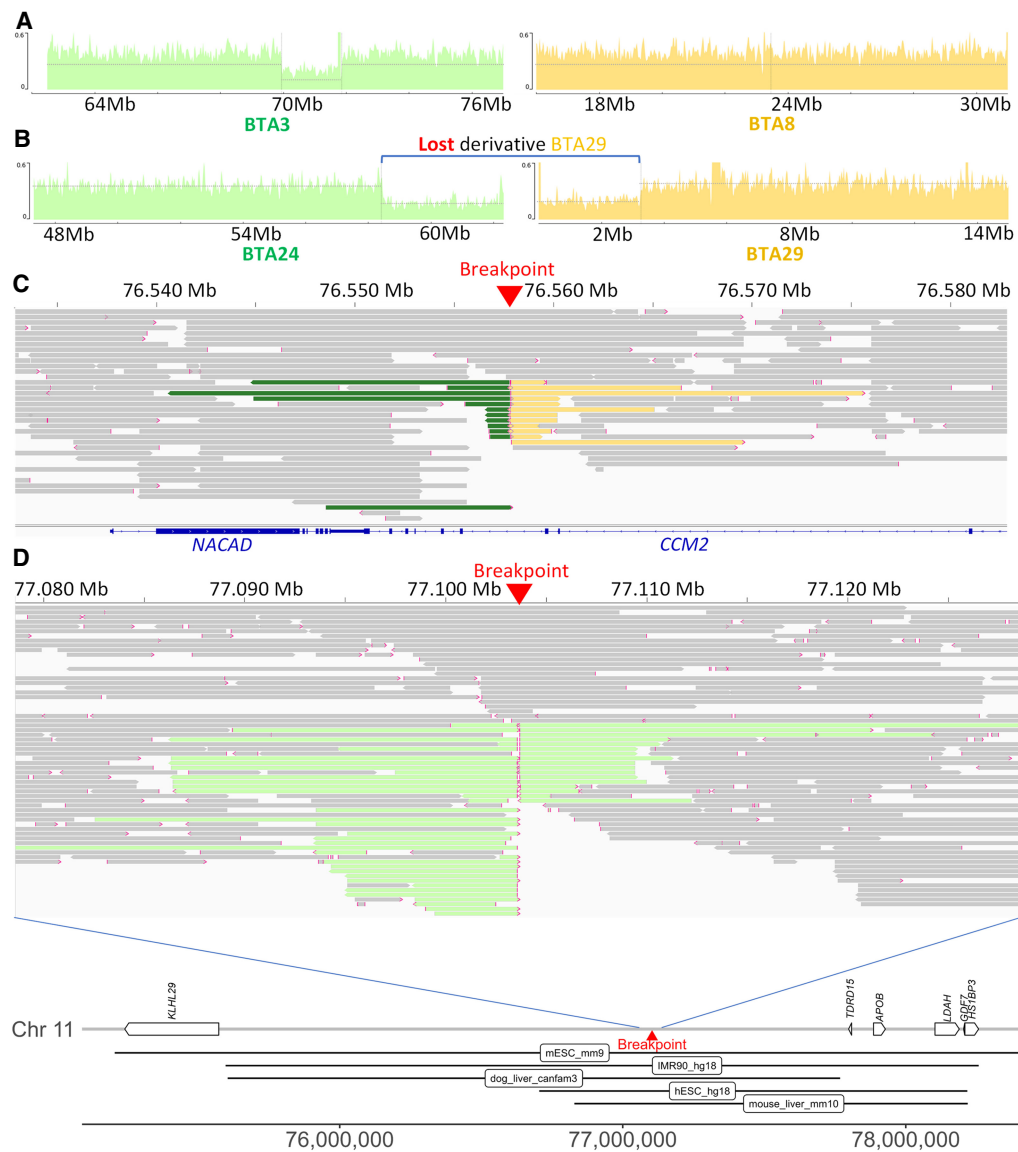 A
0.6
0
64Mb 70Mb 76Mb
BTA3
18Mb 24Mb 30Mb
BTA8
B
Lost derivative BTA29
0.6
0
0.6
0
48Mb 54Mb 60Mb
BTA24
2Mb 8Mb 14Mb
BTA29
Breakpoint
C
76.540 Mb 76.550 Mb 76.560 Mb 76.570 Mb 76.580 Mb
NACAD CCM2
D
Breakpoint
77.080 Mb 77.090 Mb 77.100 Mb 77.110 Mb 77.120 Mb
KLHL29
TDRD15
APOB
LDAH
GDF7
HS1BP3
Chr 11
Breakpoint
mESC_mm9
IMR90_hg18
dog_liver_canfam3
hESC_hg18
mouse_liver_mm10
76,000,000 77,000,000 78,000,000